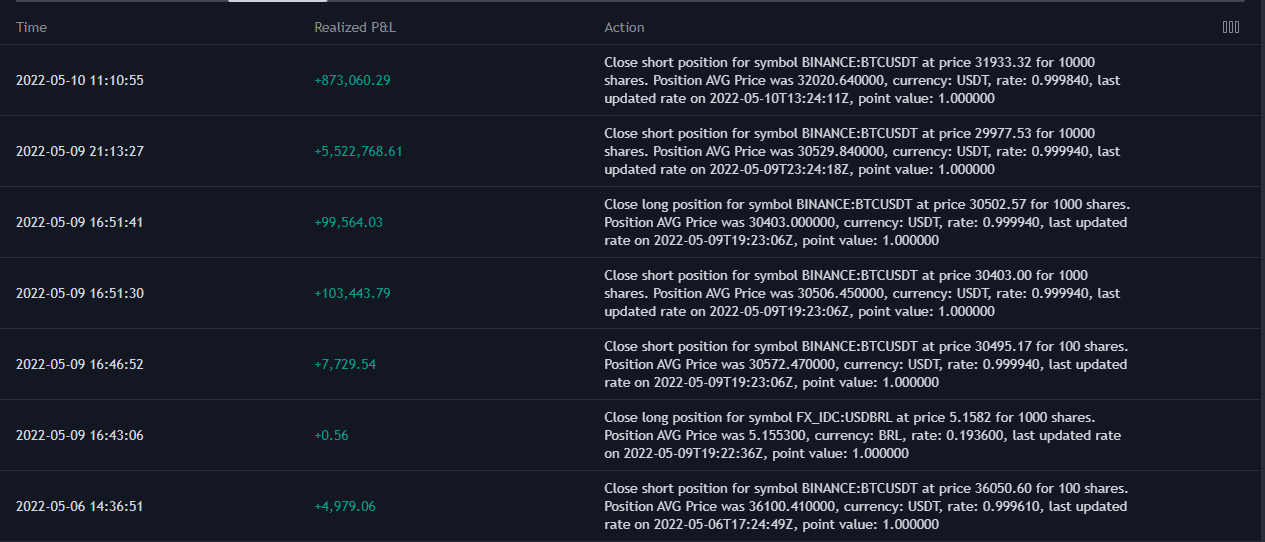 Time Realized P&L Action
2022-05-10 11:10:55 +873,060.29 Close short position for symbol BINANCE:BTCUSDT at price 31933.32 for 10000
shares. Position AVG Price was 32020.640000, currency: USDT, rate: 0.999840, last
updated rate on 2022-05-10T13:24:11Z, point value: 1.000000
2022-05-09 21:13:27 +5,522,768.61 Close short position for symbol BINANCE:BTCUSDT at price 29977.53 for 10000
shares. Position AVG Price was 30529.840000, currency: USDT, rate: 0.999940, last
updated rate on 2022-05-09T23:24:18Z, point value: 1.000000
2022-05-09 16:51:41 +99,564.03 Close long position for symbol BINANCE:BTCUSDT at price 30502.57 for 1000 shares.
Position AVG Price was 30403.000000, currency: USDT, rate: 0.999940, last updated
rate on 2022-05-09T19:23:06Z, point value: 1.000000
2022-05-09 16:51:30 +103,443.79 Close short position for symbol BINANCE:BTCUSDT at price 30403.00 for 1000
shares. Position AVG Price was 30506.450000, currency: USDT, rate: 0.999940, last
updated rate on 2022-05-09T19:23:06Z, point value: 1.000000
2022-05-09 16:46:52 +7,729.54 Close short position for symbol BINANCE:BTCUSDT at price 30495.17 for 100 shares.
Position AVG Price was 30572.470000, currency: USDT, rate: 0.999940, last updated
rate on 2022-05-09T19:23:06Z, point value: 1.000000
2022-05-09 16:43:06 +0.56 Close long position for symbol FX_IDC:USDBRL at price 5.1582 for 1000 shares.
Position AVG Price was 5.155300, currency: BRL, rate: 0.193600, last updated rate
on 2022-05-09T19:22:36Z, point value: 1.000000
2022-05-06 14:36:51 +4,979.06 Close short position for symbol BINANCE:BTCUSDT at price 36050.60 for 100 shares.
Position AVG Price was 36100.410000, currency: USDT, rate: 0.999610, last updated
rate on 2022-05-06T17:24:49Z, point value: 1.000000